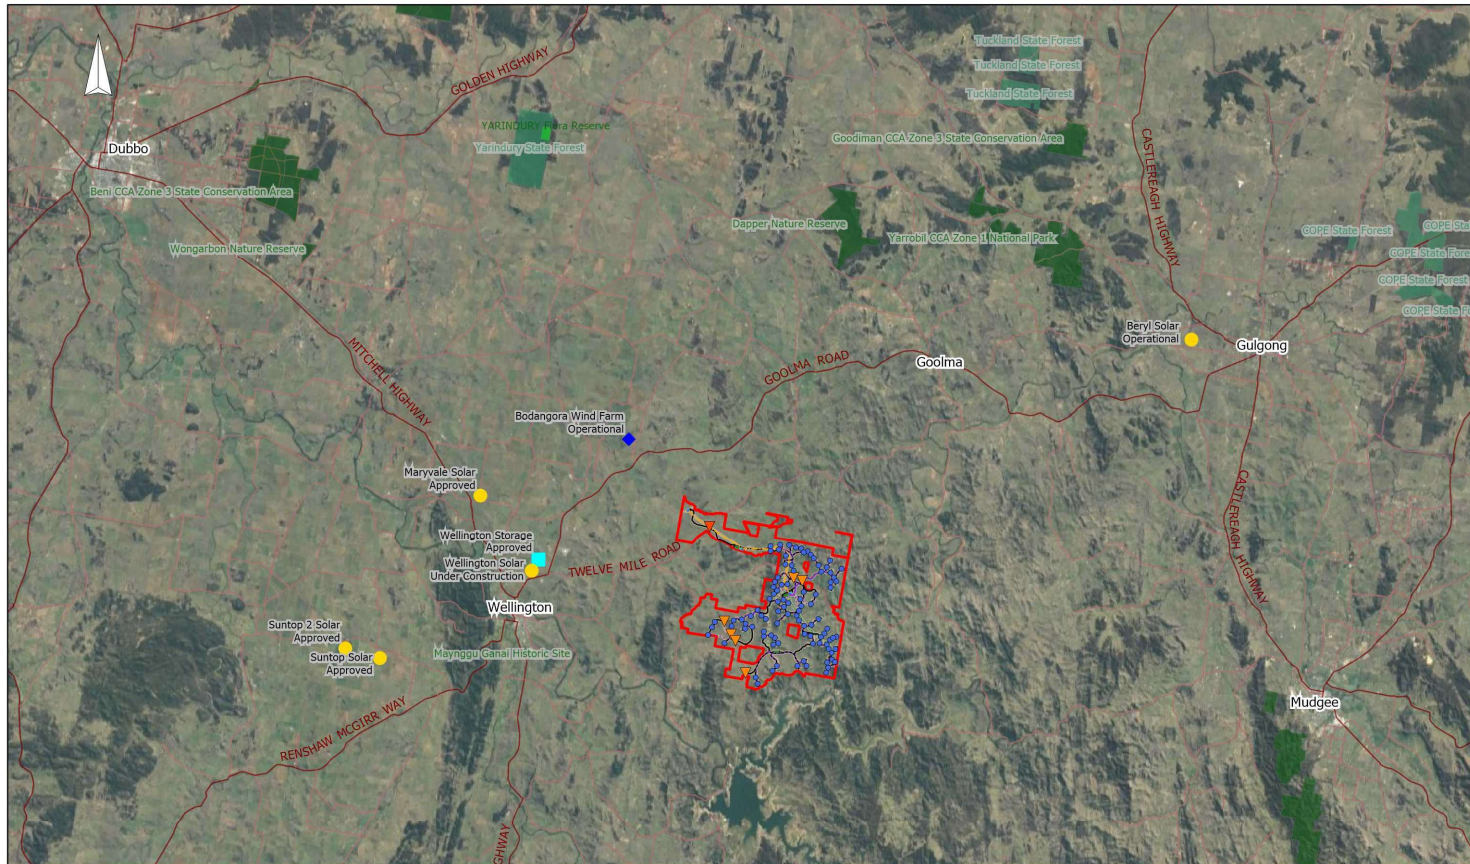 Tuckland State Forest
GOLDEN HIGHWAY
Tuckland State Forest
Tuckland State Forest
YARINDURY Flora Reserve
Goodiman CCA Zone 3 State Conservation Area
Dubbo
Yarindury State Forest
Beni CCA Zone 3 State Conservation Area
CASTLEREAGH HIGHWAY
Dapper Nature Reserve
COPE State Forest
Yarrobil CCA Zone 1 National Park
Wongarbon Nature Reserve
COPE State Forest
Beryl Solar
Operational
Gulgong
MITCHELL HIGHWAY
GOOLMA ROAD
Goolma
Bodangora Wind Farm
Operational
Maryvale Solar
Approved
Wellington Storage
Approved
Wellington Solar
Under Construction
TWELVE MILE ROAD
CASTLEREAGH HIGHWAY
Wellington
Suntop 2 Solar
Approved
Suntop Solar
Approved
Maynggu Ganai Historic Site
RENSHAW MCGIRR WAY
Mudgee